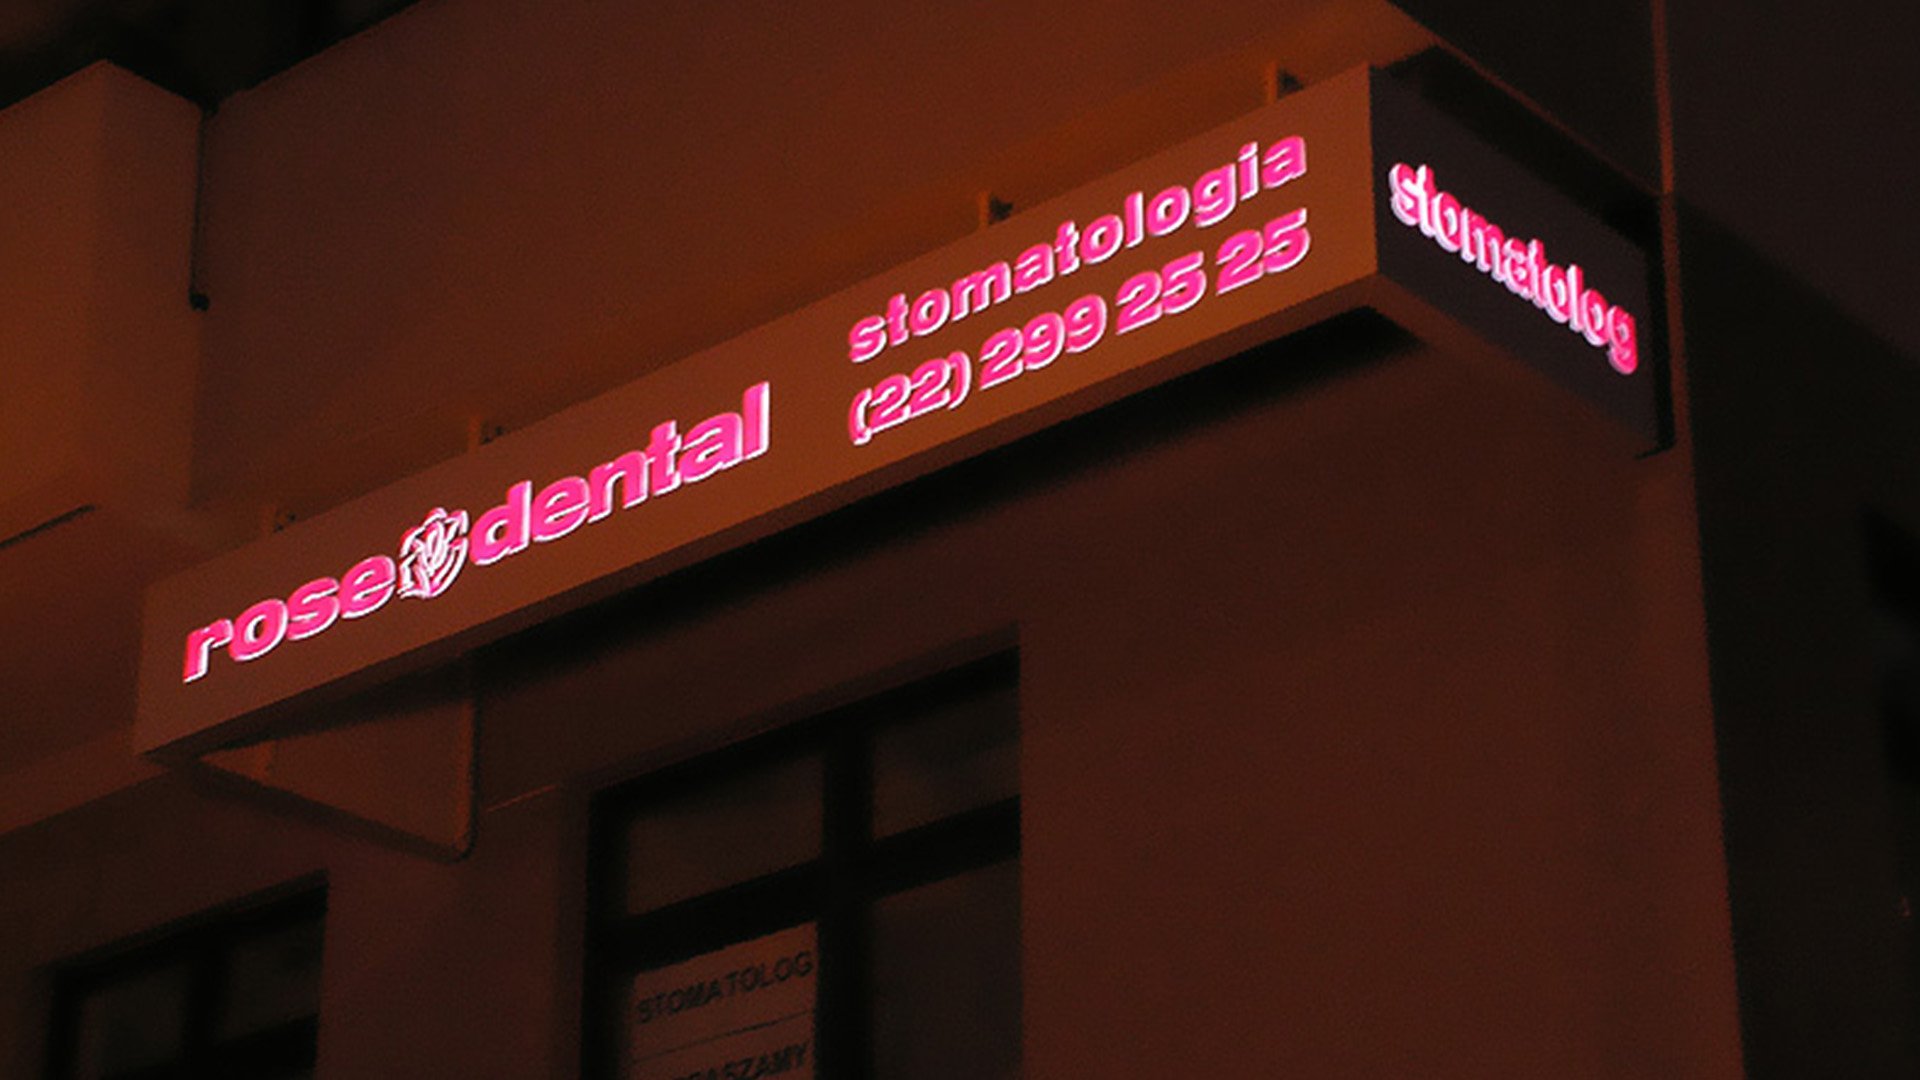 rose dental
stomatologia
(22) 299 25 25
stomatolog
STOMATOLOG